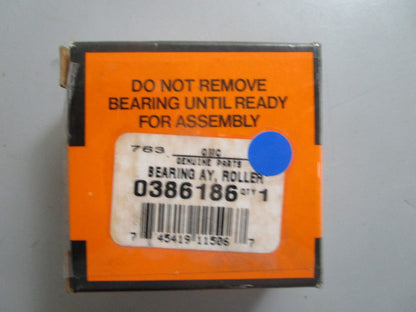 DO NOT REMOVE
BEARING UNTIL READY
FOR ASSEMBLY
763 OMC
GENUINE PARTS
BEARING AY, ROLLER
0386186 QTY 1
7 45419 11506 7